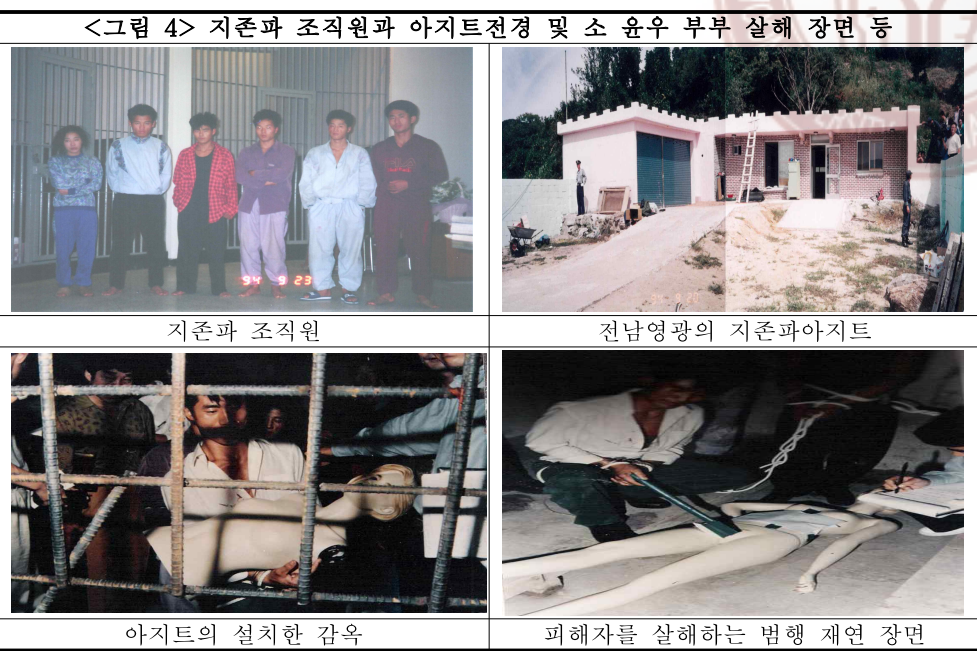 <그림 4> 지존파 조직원과 아지트전경 및 소 윤우 부부 살해 장면 등
94 9 23
지존파 조직원
전남영광의 지존파아지트
아지트의 설치한 감옥
피해자를 살해하는 범행 재연 장면